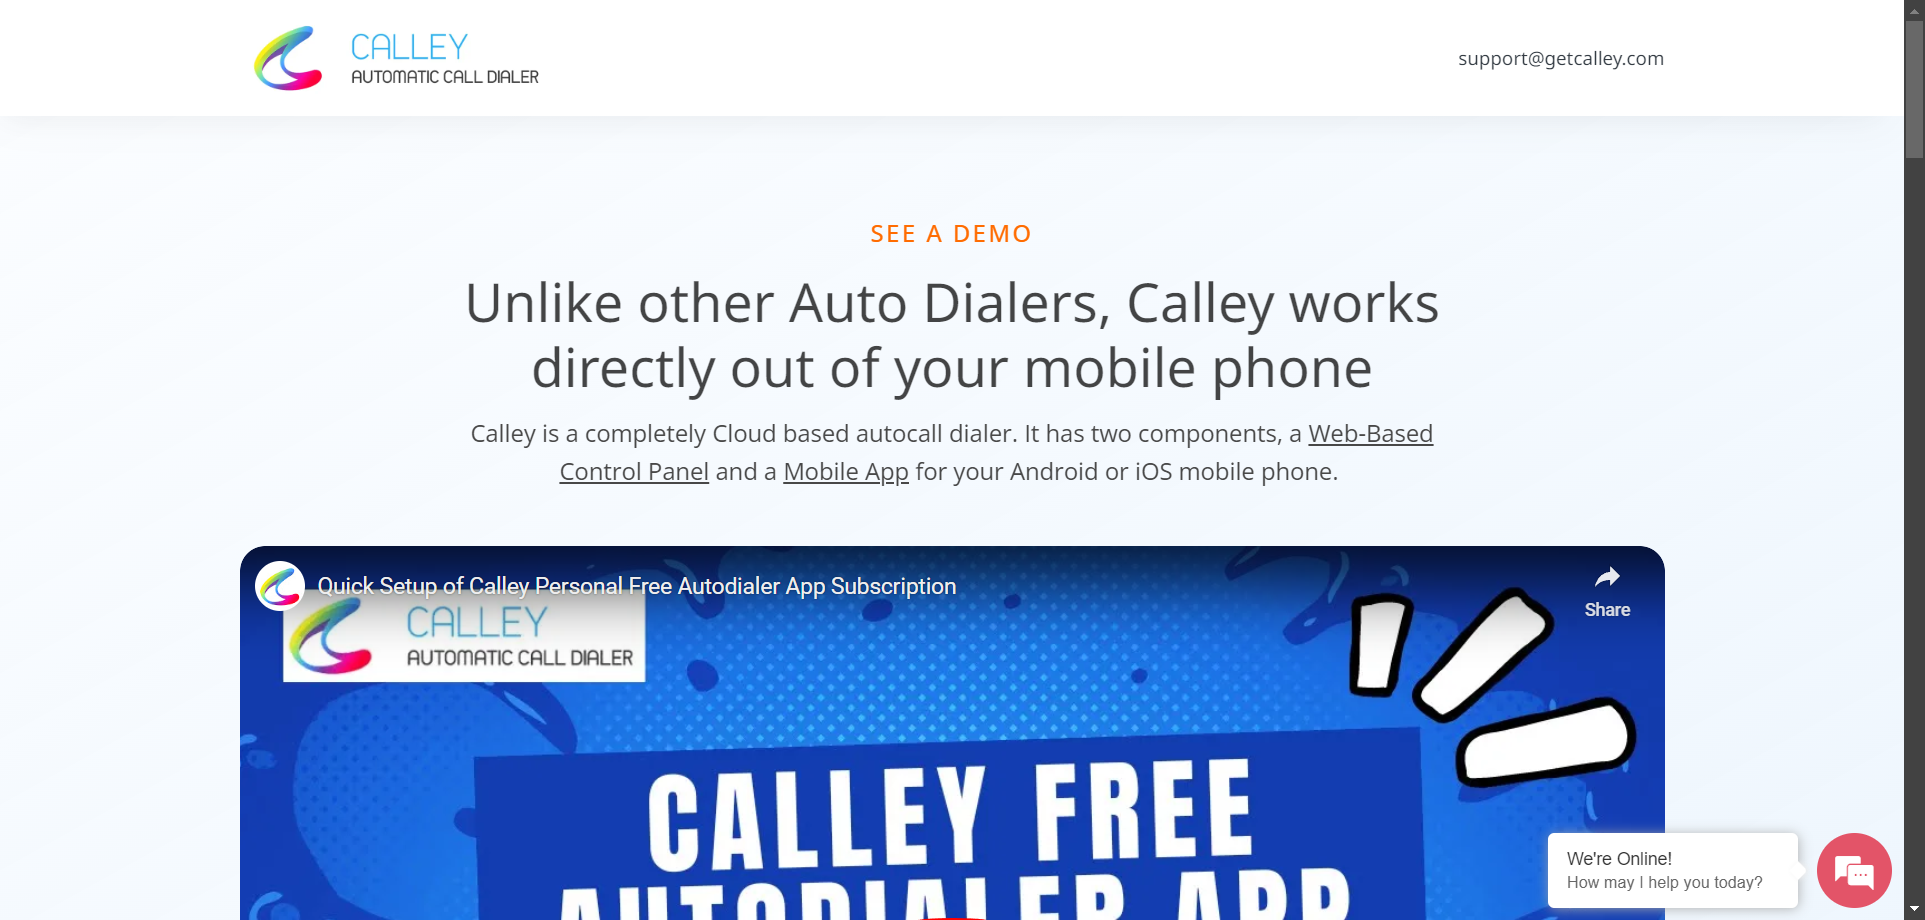 CALLEY
AUTOMATIC CALL DIALER
support@getcalley.com
SEE A DEMO
Unlike other Auto Dialers, Calley works
directly out of your mobile phone
Calley is a completely Cloud based autocall dialer. It has two components, a Web-Based
Control Panel and a Mobile App for your Android or iOS mobile phone.
Quick Setup of Calley Personal Free Autodialer App Subscription
Share
CALLEY
AUTOMATIC CALL DIALER
CALLEY FREE
AUTODIALER APP
We're Online!
How may I help you today?